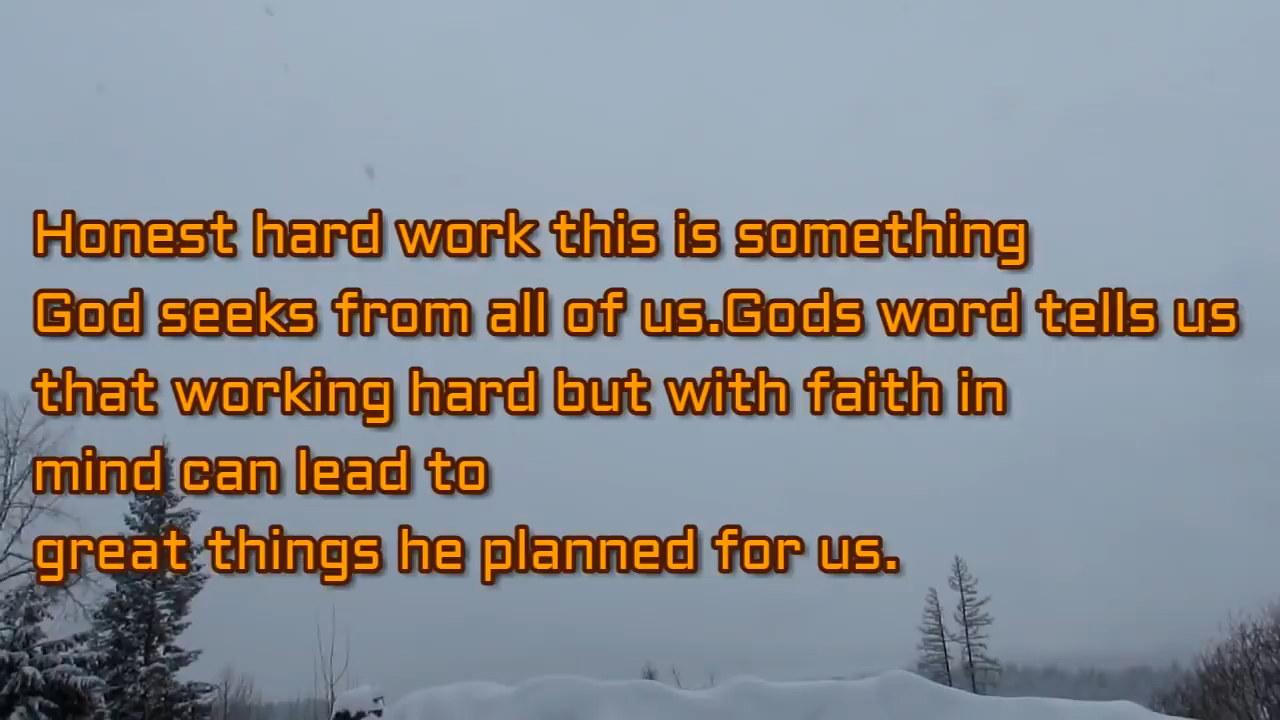 Honest hard work this is something
God seeks from all of us.Gods word tells us
that working hard but with faith in
mind can lead to
great things he planned for us.